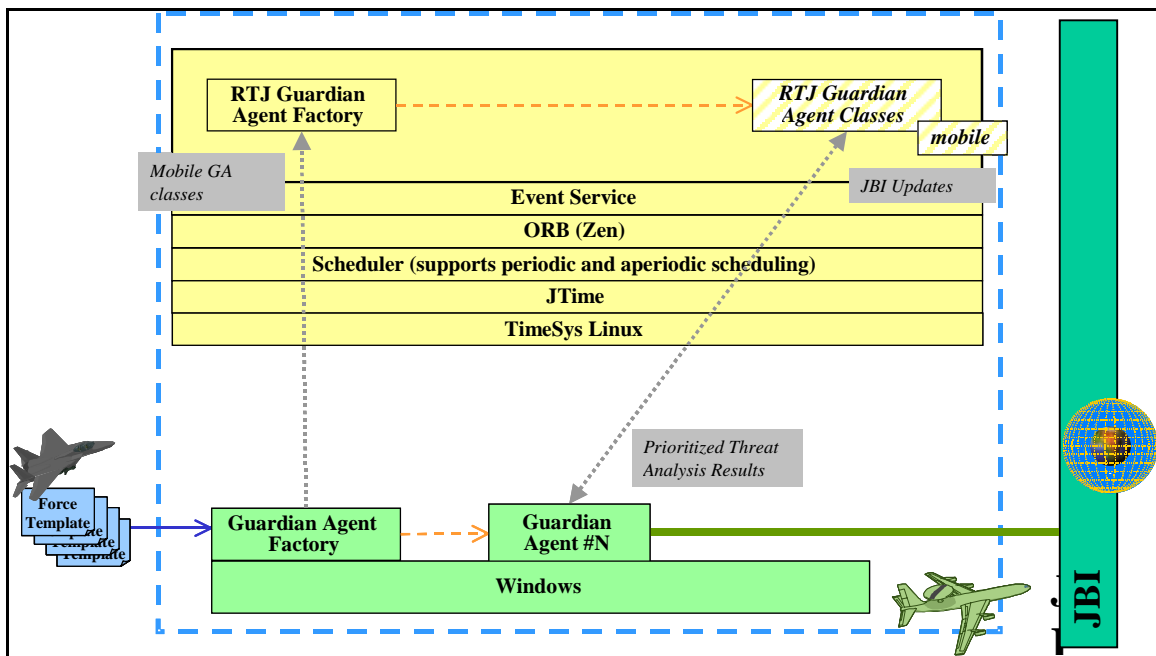 RTJ Guardian
Agent Factory
RTJ Guardian
Agent Classes
mobile
Mobile GA
classes
JBI Updates
Event Service
ORB (Zen)
Scheduler (supports periodic and aperiodic scheduling)
JTime
TimeSys Linux
Prioritized Threat
Analysis Results
Force
Template
Template
Template
Guardian Agent
Factory
Guardian
Agent #N
Windows
JBI